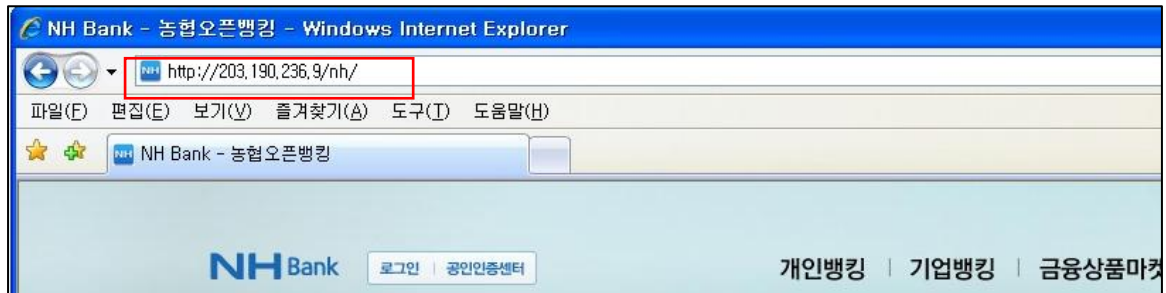 NH Bank - 농협오픈뱅킹 - Windows Internet Explorer
NH http://203,190,236,9/nh/
파일(F) 편집(E) 보기(V) 즐겨찾기(A) 도구(T) 도움말(H)
NH NH Bank - 농협오픈뱅킹
NH Bank 로그인 | 공인인증센터 개인뱅킹 | 기업뱅킹 | 금융상품마켓